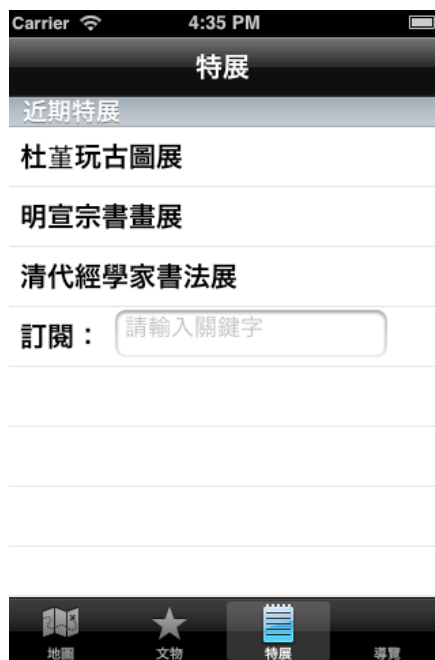 Carrier 4:35 PM
特展
近期特展
杜堇玩古圖展
明宣宗書畫展
清代經學家書法展
訂閱： 請輸入關鍵字
地圖 文物 特展 導覽